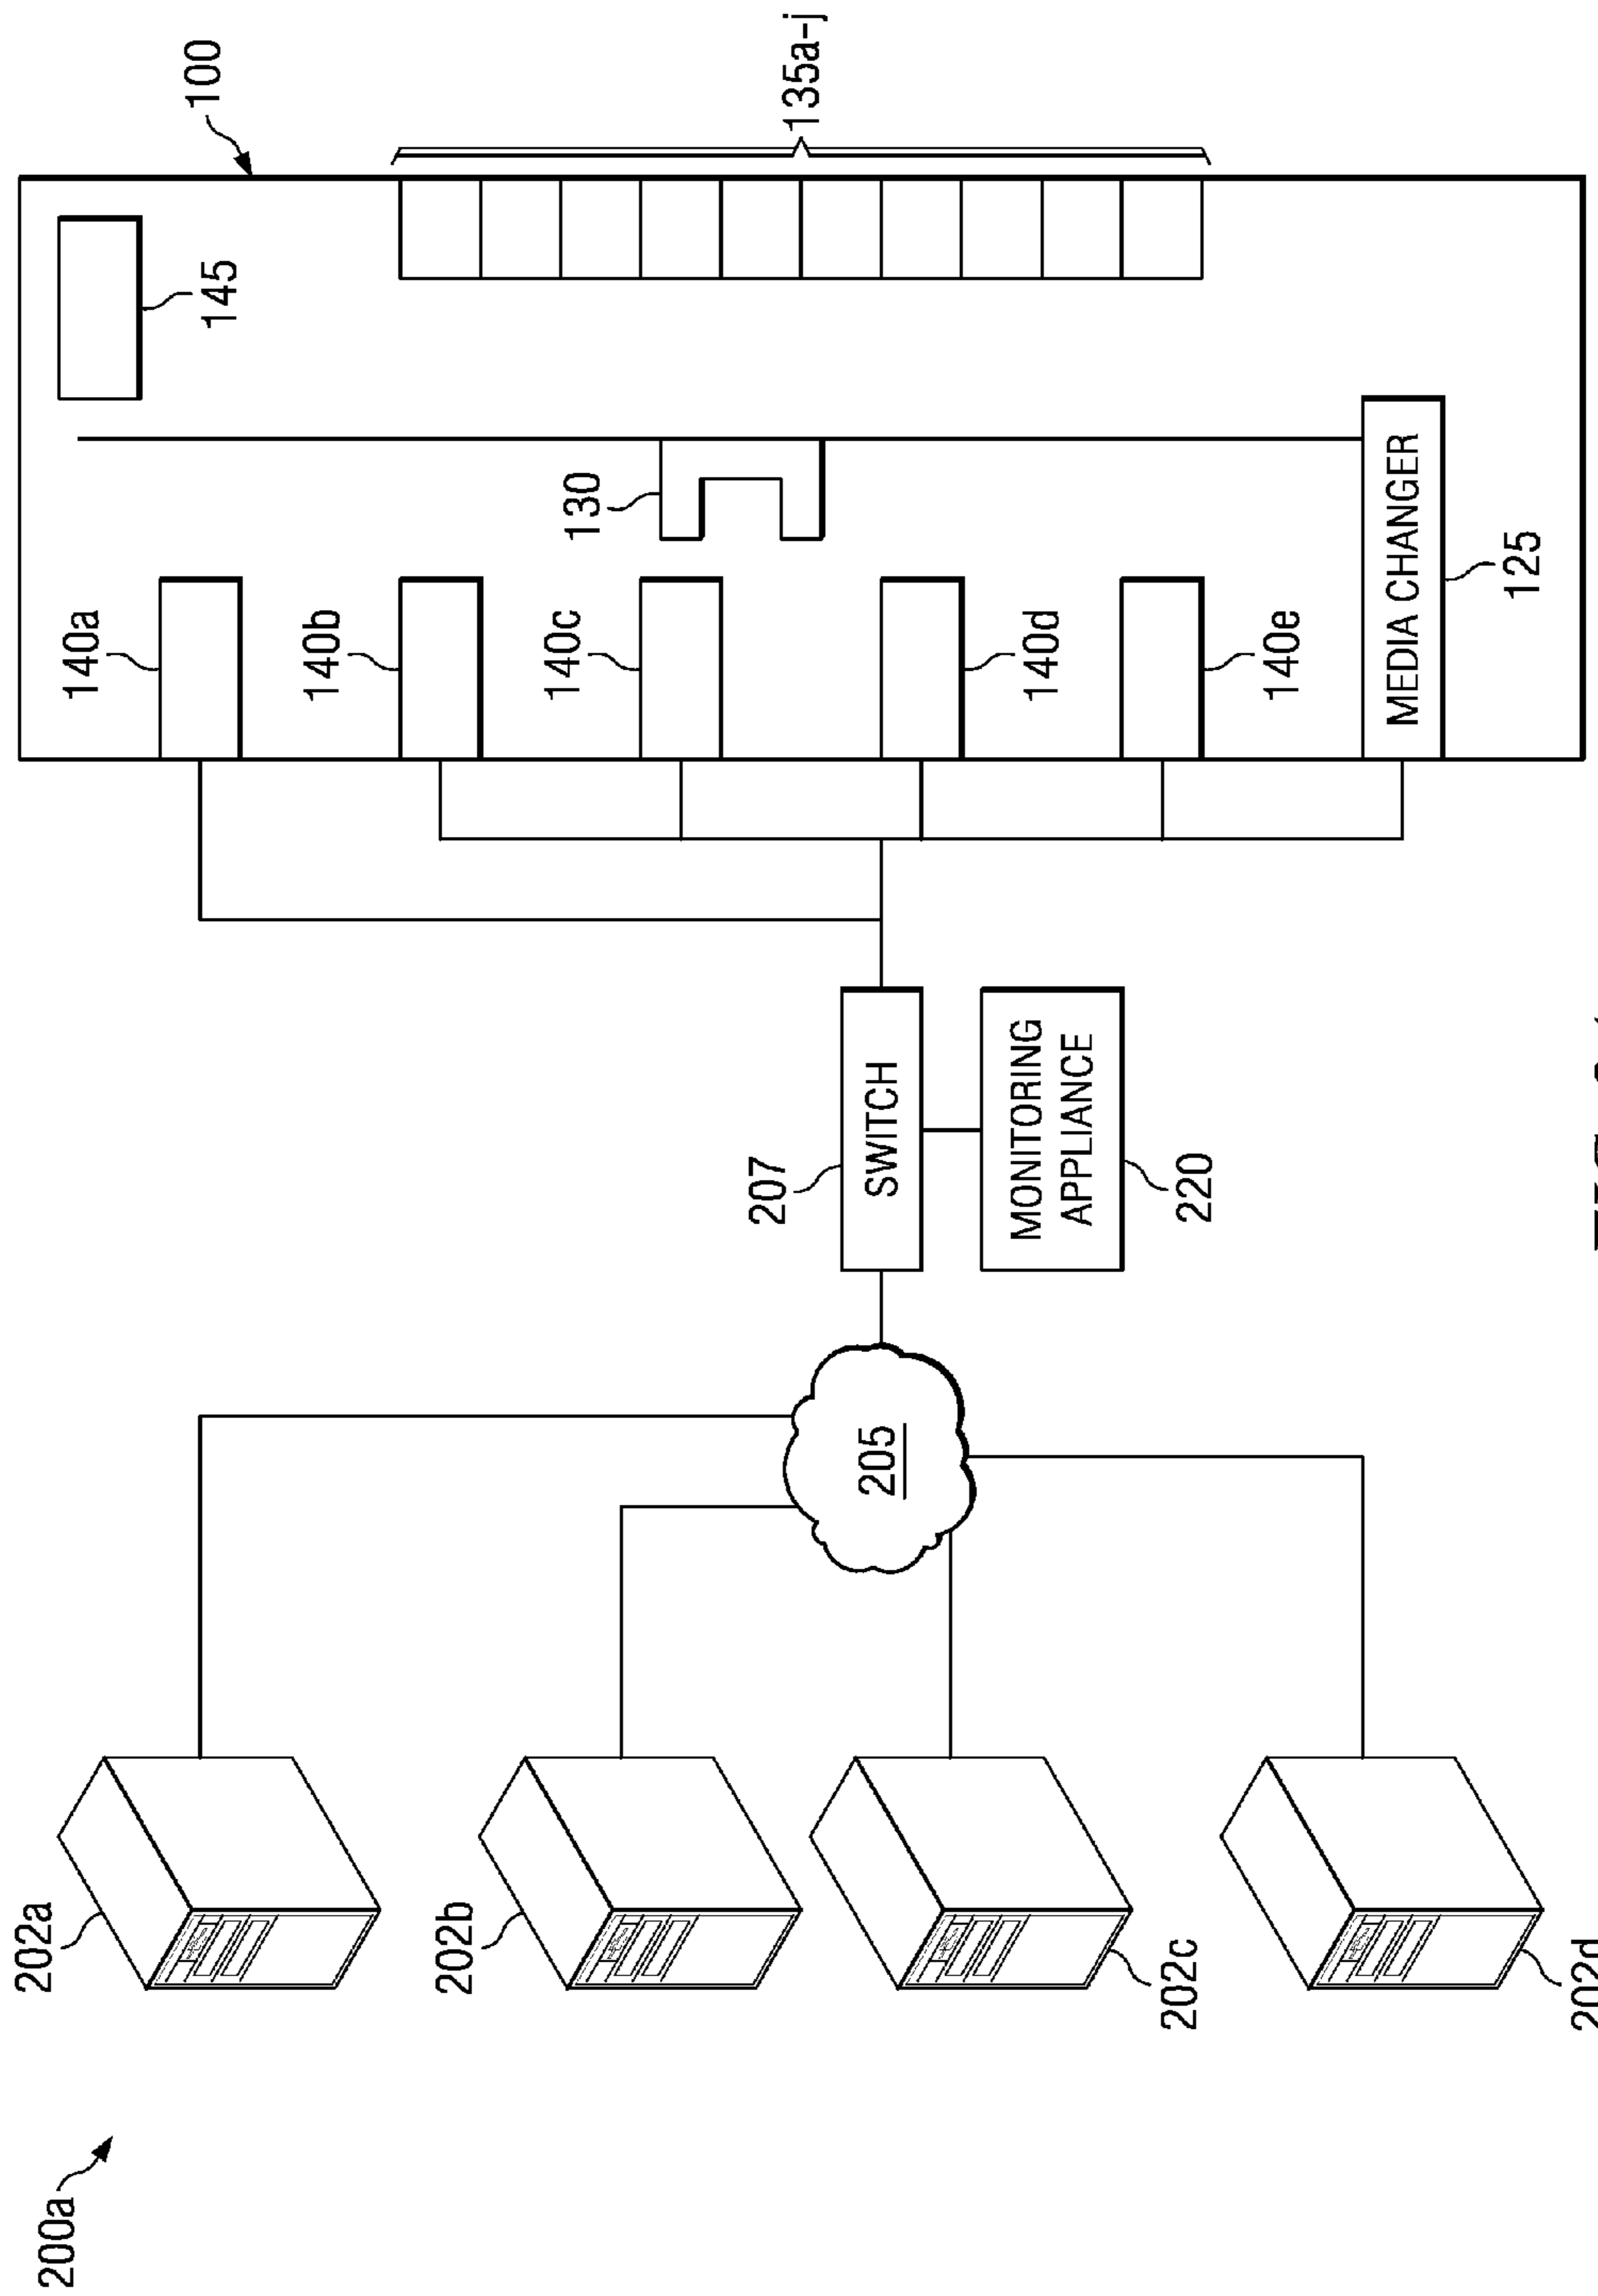 200a
202a
202b
202c
202d
205
207
SWITCH
MONITORING
APPLIANCE
220
140a
140b
140c
140d
140e
130
145
100
135a-j
MEDIA CHANGER
125